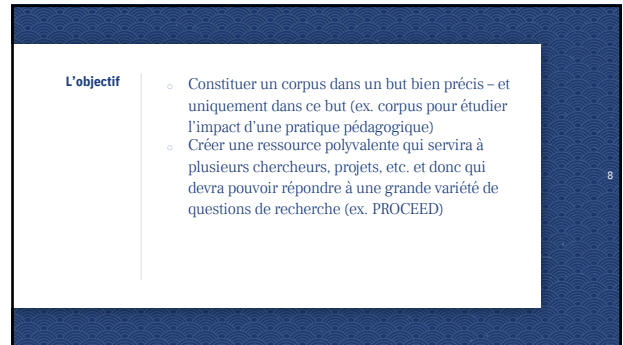 L’objectif
○ Constituer un corpus dans un but bien précis – et
uniquement dans ce but (ex. corpus pour étudier
l’impact d’une pratique pédagogique)
○ Créer une ressource polyvalente qui servira à
plusieurs chercheurs, projets, etc. et donc qui
devra pouvoir répondre à une grande variété de
questions de recherche (ex. PROCEED)
8